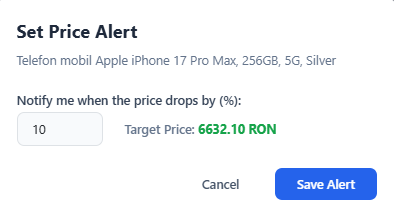 Set Price Alert
Telefon mobil Apple iPhone 17 Pro Max, 256GB, 5G, Silver
Notify me when the price drops by (%):
10 Target Price: 6632.10 RON
Cancel Save Alert